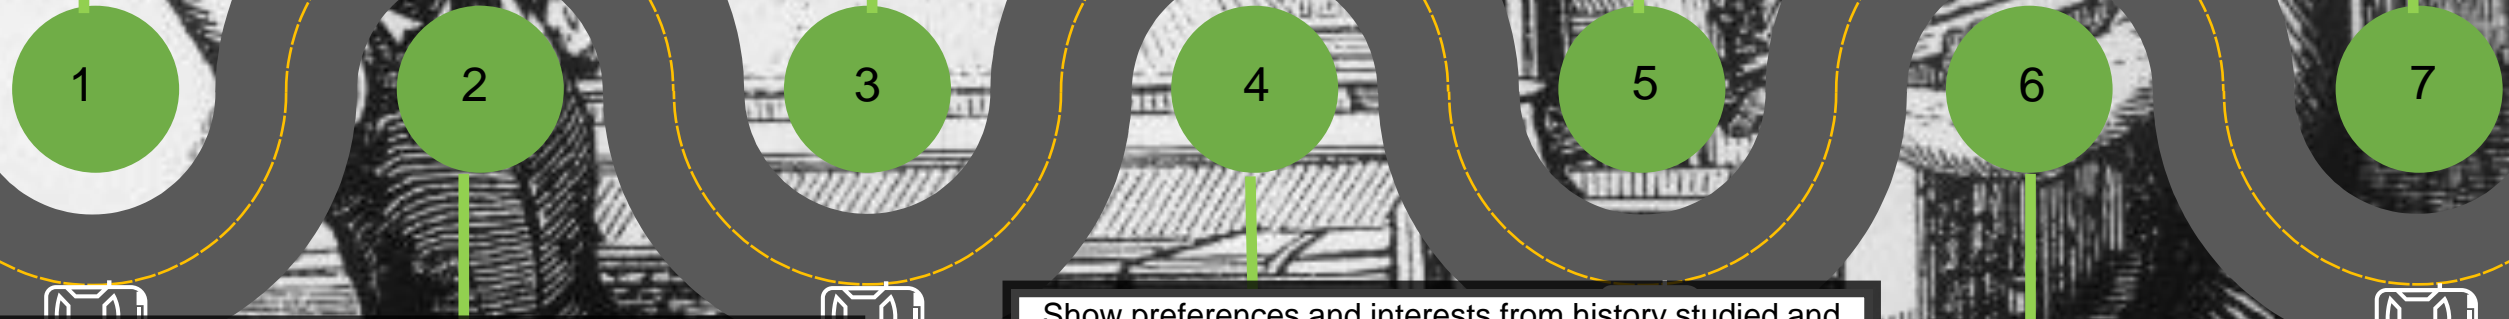 1 2 3 4 5 6 7
Show preferences and interests from history studied and